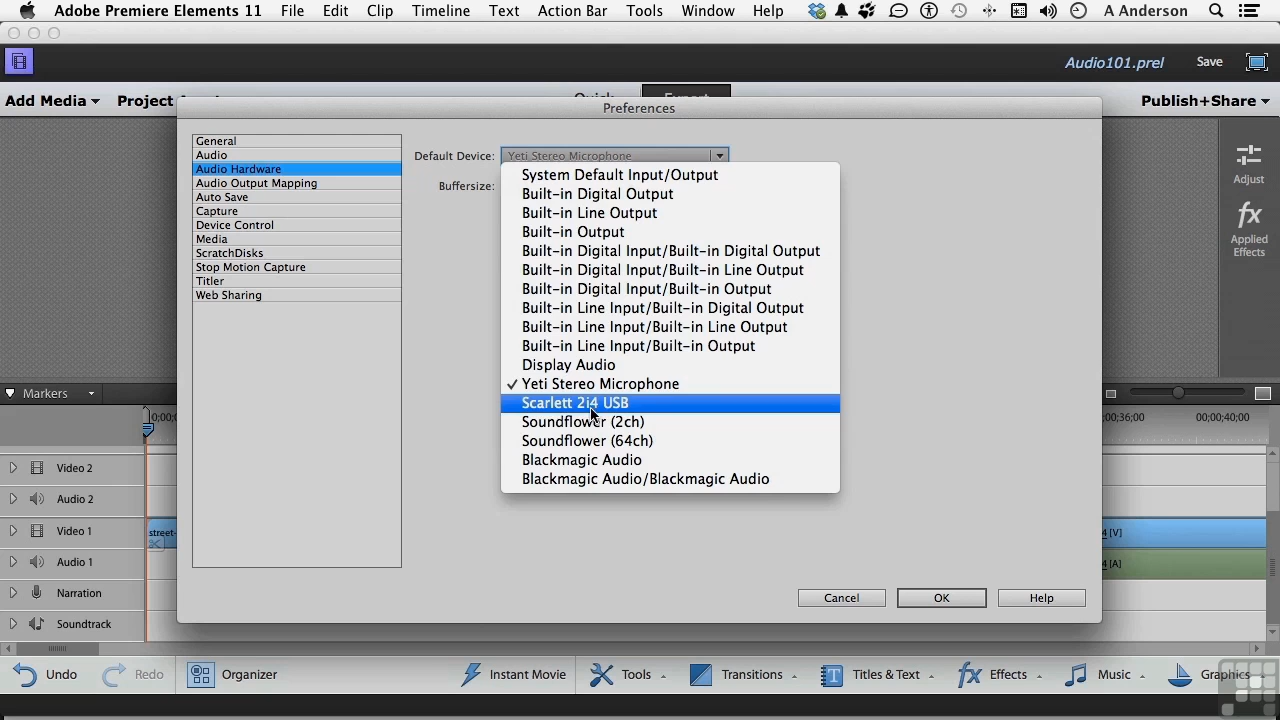 Adobe Premiere Elements 11 File Edit Clip Timeline Text Action Bar Tools Window Help A Anderson
Audio101.prel Save
Add Media Project Quick Expert Publish+Share
Preferences
General
Audio
Audio Hardware
Audio Output Mapping
Auto Save
Capture
Device Control
Media
ScratchDisks
Stop Motion Capture
Titler
Web Sharing
Default Device: Yeti Stereo Microphone
Buffersize:
System Default Input/Output
Built-in Digital Output
Built-in Line Output
Built-in Output
Built-in Digital Input/Built-in Digital Output
Built-in Digital Input/Built-in Line Output
Built-in Digital Input/Built-in Output
Built-in Line Input/Built-in Digital Output
Built-in Line Input/Built-in Line Output
Built-in Line Input/Built-in Output
Display Audio
✓ Yeti Stereo Microphone
Scarlett 2i4 USB
Soundflower (2ch)
Soundflower (64ch)
Blackmagic Audio
Blackmagic Audio/Blackmagic Audio
Cancel OK Help
Adjust
fx
Applied
Effects
Markers
;00;36;00 00;00;40;00
Video 2
Audio 2
Video 1 street- 4 [V]
Audio 1 4 [A]
Narration
Soundtrack
Undo Redo Organizer Instant Movie Tools Transitions T Titles & Text fx Effects Music Graphics